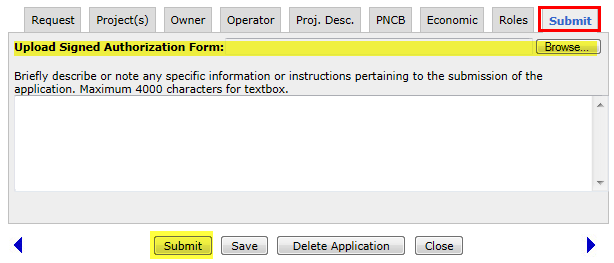 Request Project(s) Owner Operator Proj. Desc. PNCB Economic Roles Submit
Upload Signed Authorization Form: Browse...
Briefly describe or note any specific information or instructions pertaining to the submission of the
application. Maximum 4000 characters for textbox.
Submit Save Delete Application Close